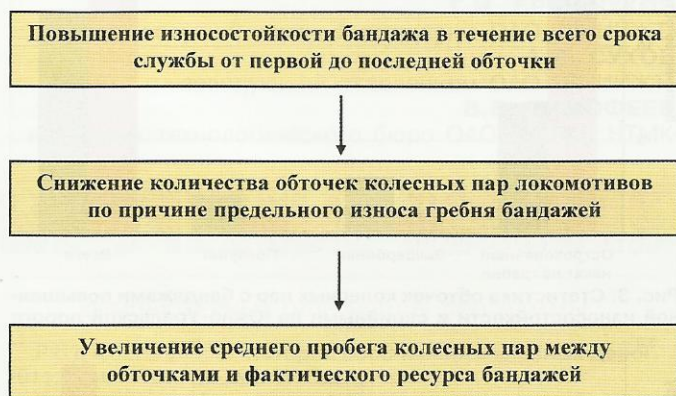 Повышение износостойкости бандажа в течение всего срока
службы от первой до последней обточки
Снижение количества обточек колесных пар локомотивов
по причине предельного износа гребня бандажей
Увеличение среднего пробега колесных пар между
обточками и фактического ресурса бандажей